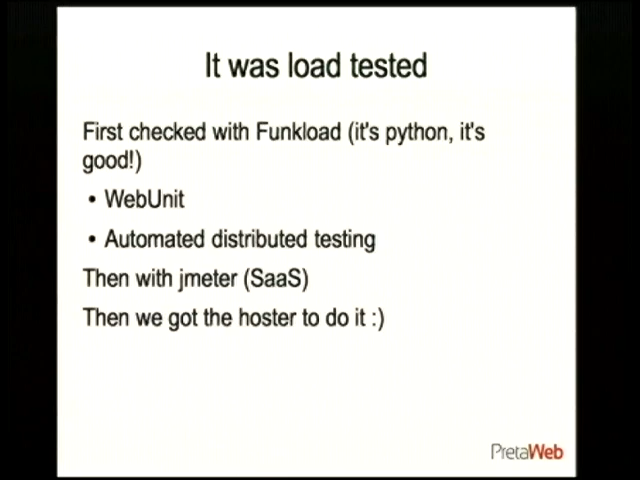 It was load tested
First checked with Funkload (it's python, it's
good!)
• WebUnit
• Automated distributed testing
Then with jmeter (SaaS)
Then we got the hoster to do it :)
PretaWeb